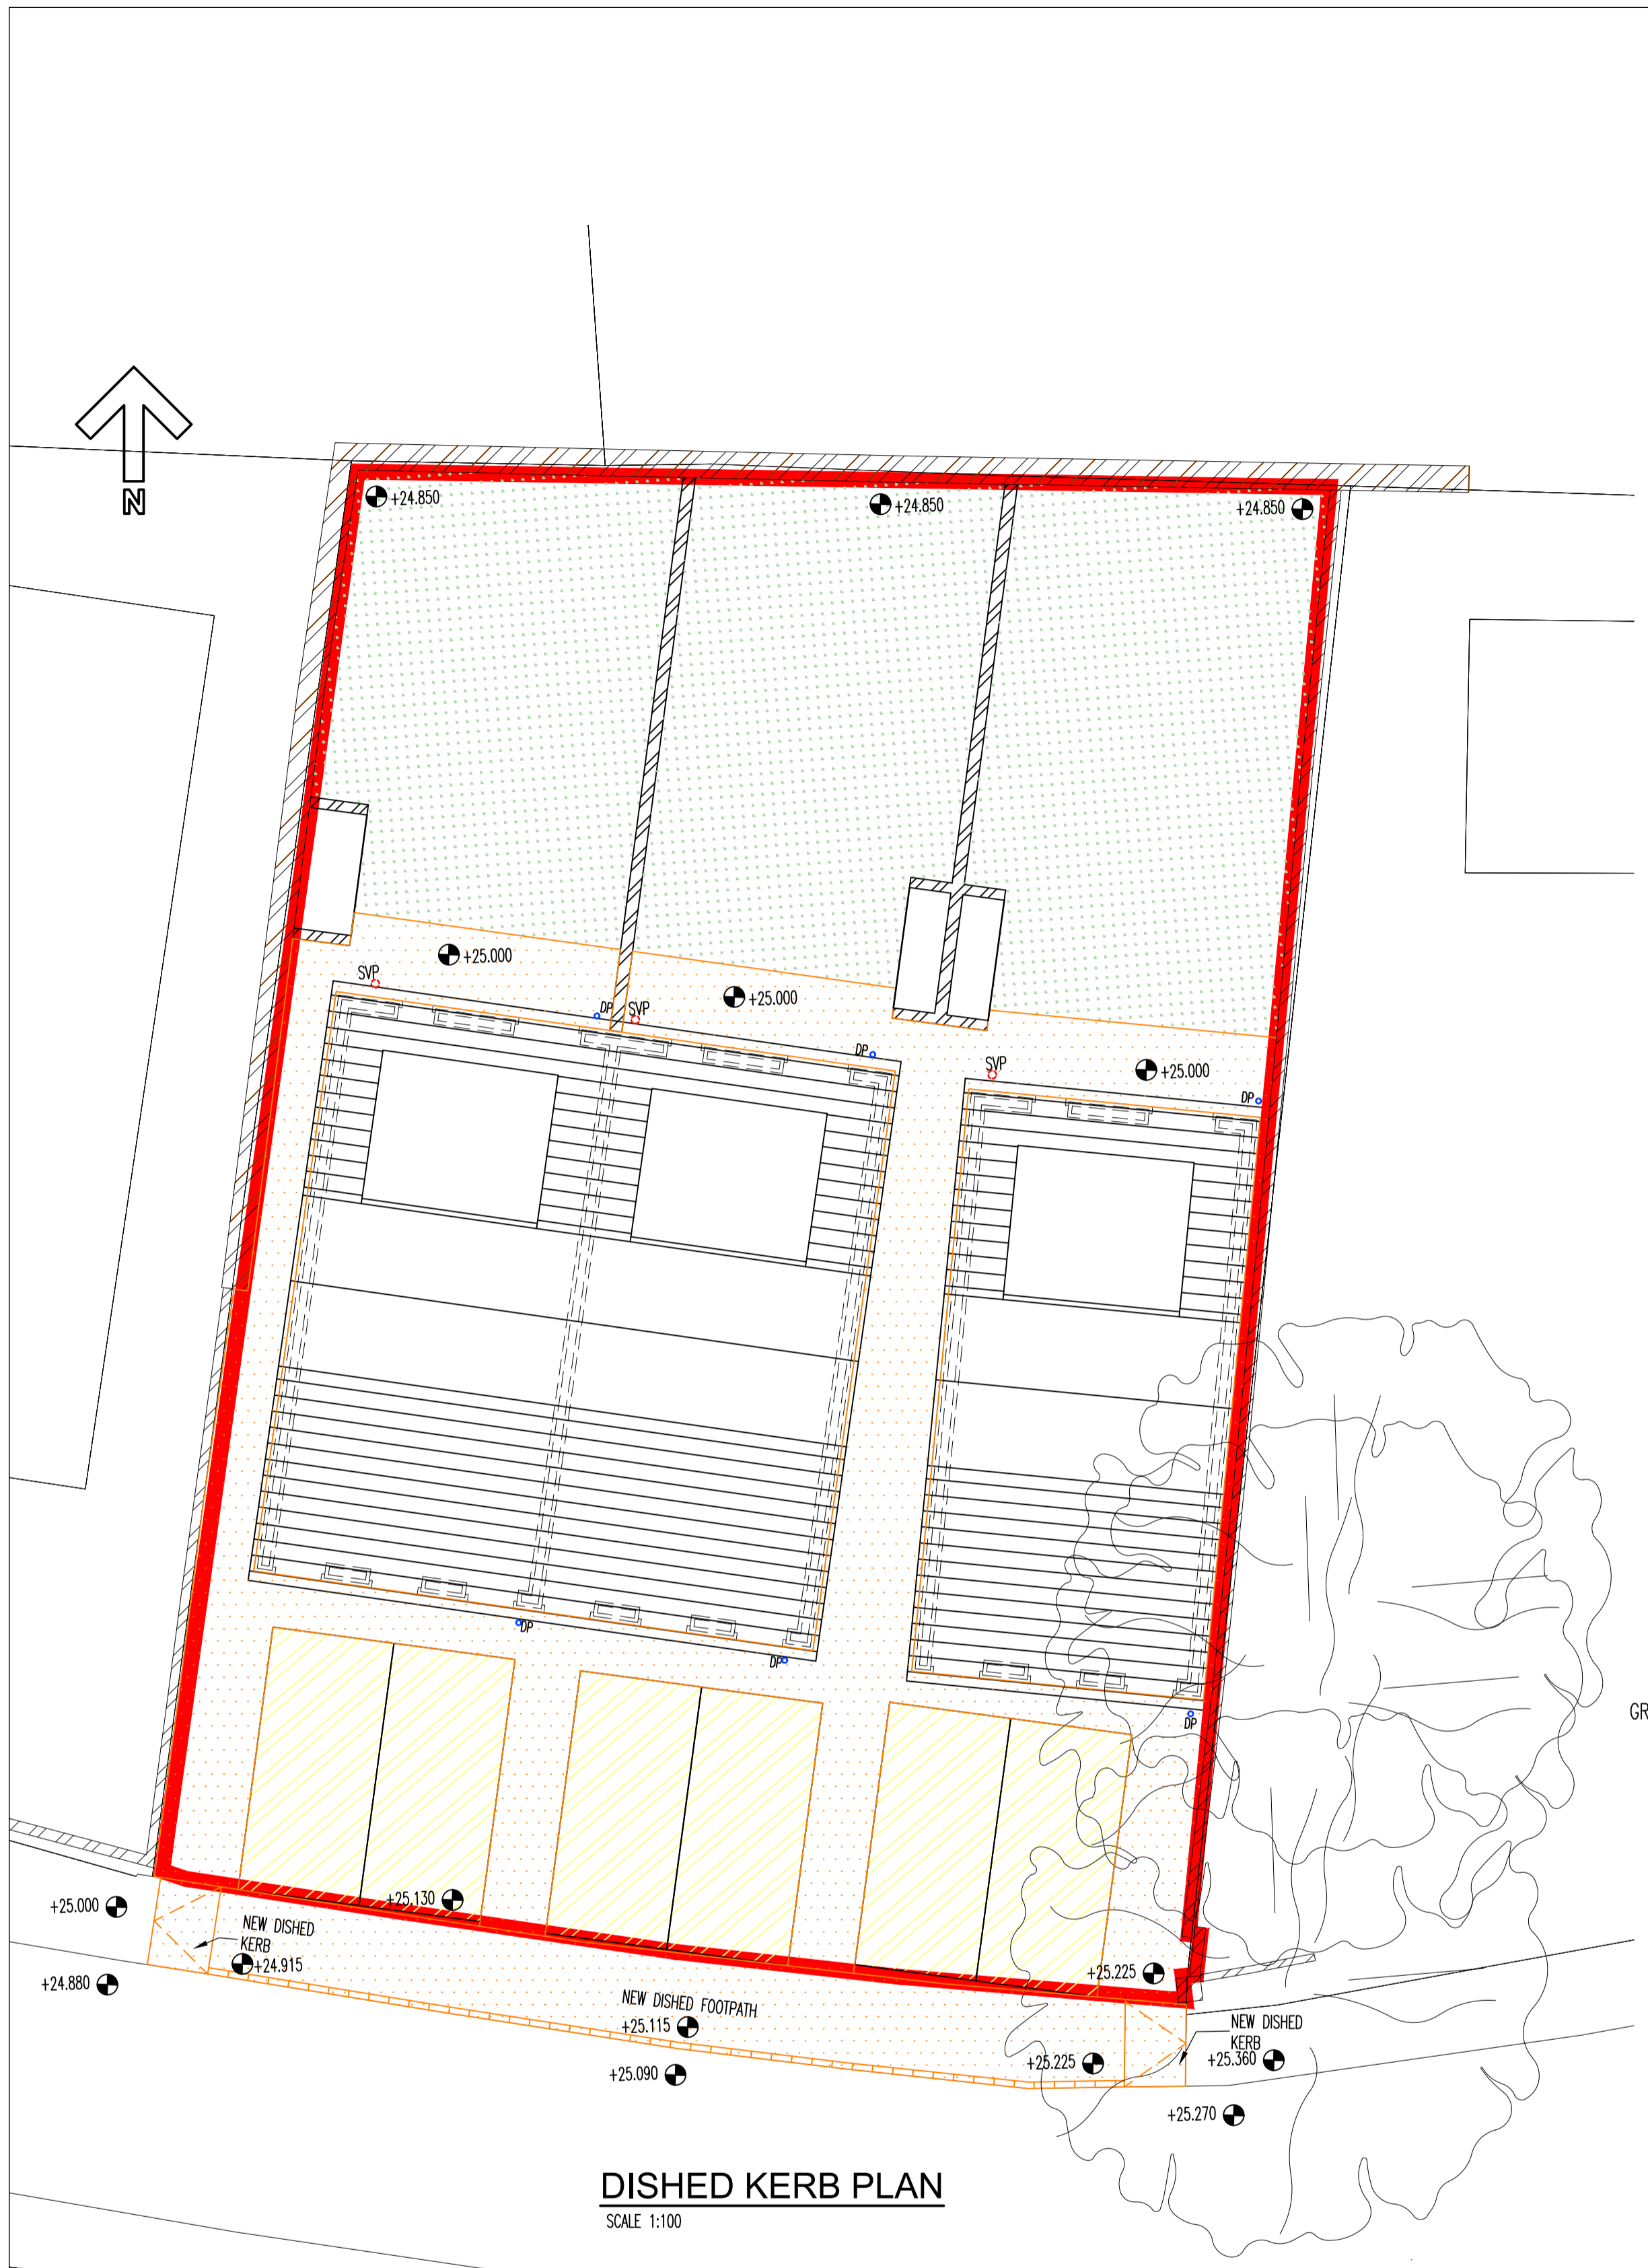 N
+24.850
+24.850
+24.850
+25.000
SVP
+25.000
DP
SVP
DP
SVP
+25.000
DP
DP
DP
DP
GR
+25.130
+25.000
NEW DISHED
KERB
+24.915
+24.880
+25.225
NEW DISHED FOOTPATH
+25.115
NEW DISHED
KERB
+25.360
+25.225
+25.090
+25.270
DISHED KERB PLAN
SCALE 1:100